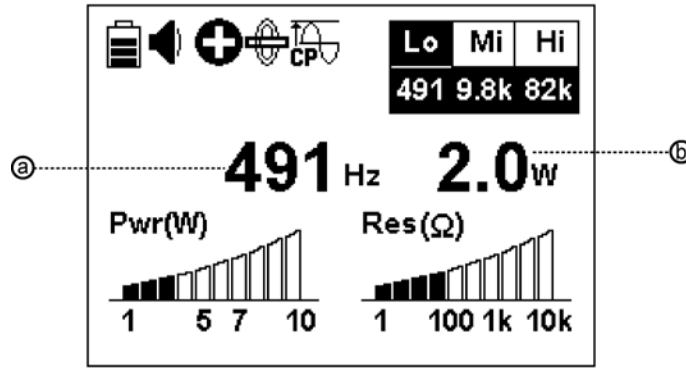 CP
Lo Mi Hi
491 9.8k 82k
ⓐ 491 Hz 2.0 W ⓑ
Pwr(W) Res(Ω)
1 5 7 10 1 100 1k 10k